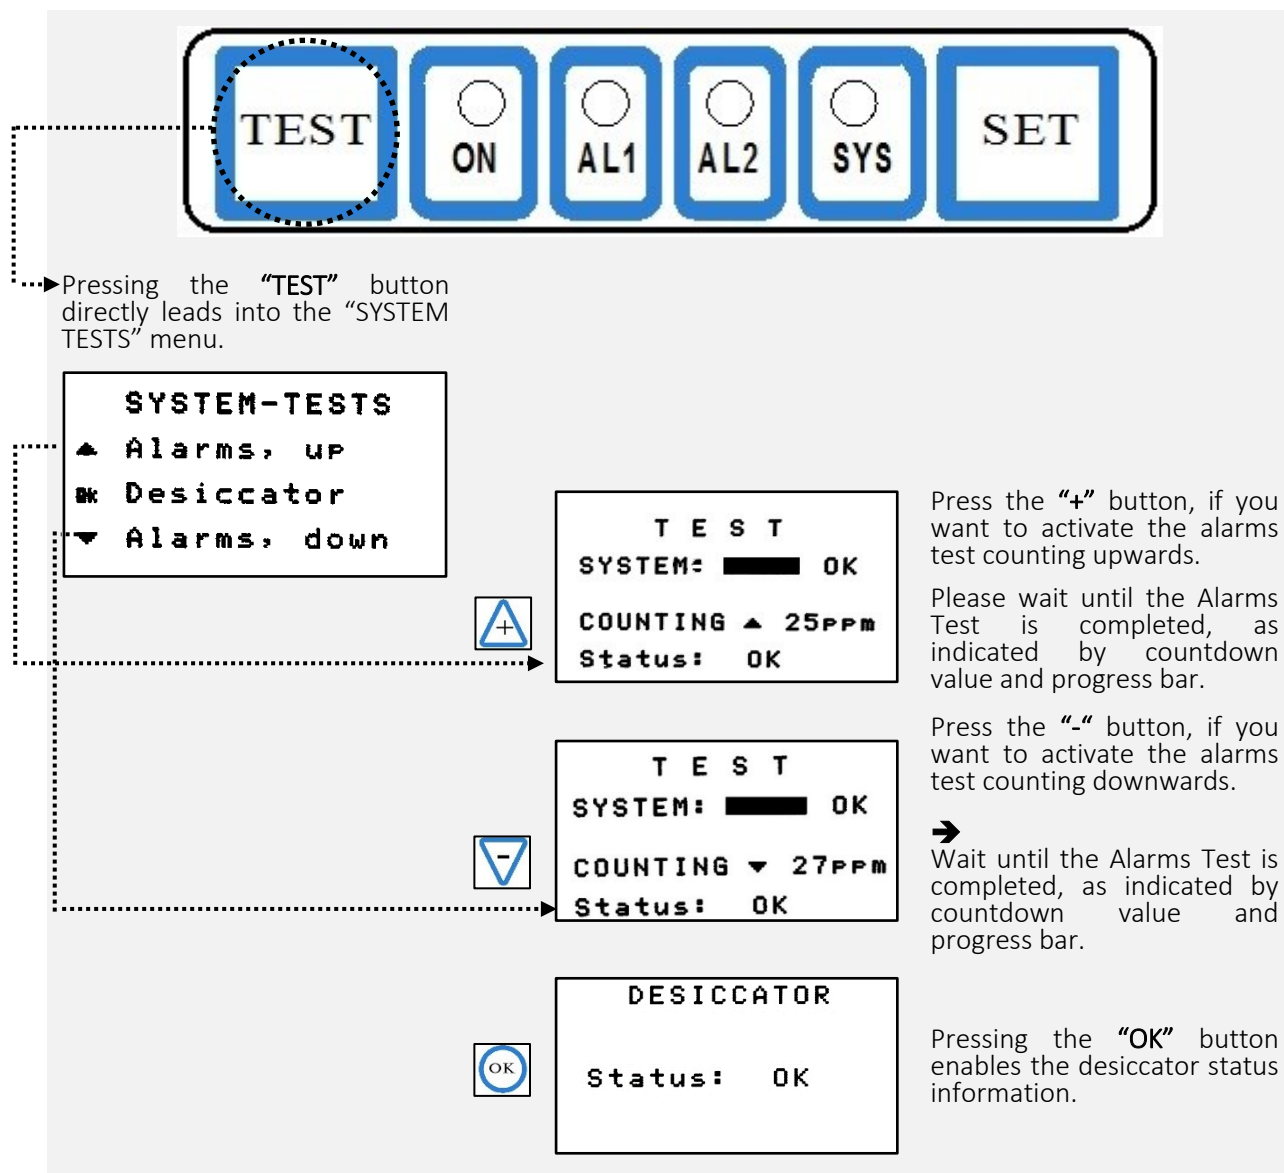 TEST
ON
AL1
AL2
SYS
SET
Pressing the “TEST” button
directly leads into the “SYSTEM
TESTS” menu.
SYSTEM-TESTS
▲ Alarms, up
OK Desiccator
▼ Alarms, down
T E S T
SYSTEM: OK
COUNTING ▲ 25ppm
Status: OK
+
Press the “+” button, if you
want to activate the alarms
test counting upwards.
Please wait until the Alarms
Test is completed, as
indicated by countdown
value and progress bar.
T E S T
SYSTEM: OK
COUNTING ▼ 27ppm
Status: OK
-
Press the “-“ button, if you
want to activate the alarms
test counting downwards.
➔
Wait until the Alarms Test is
completed, as indicated by
countdown value and
progress bar.
DESICCATOR
Status: OK
OK
Pressing the “OK” button
enables the desiccator status
information.